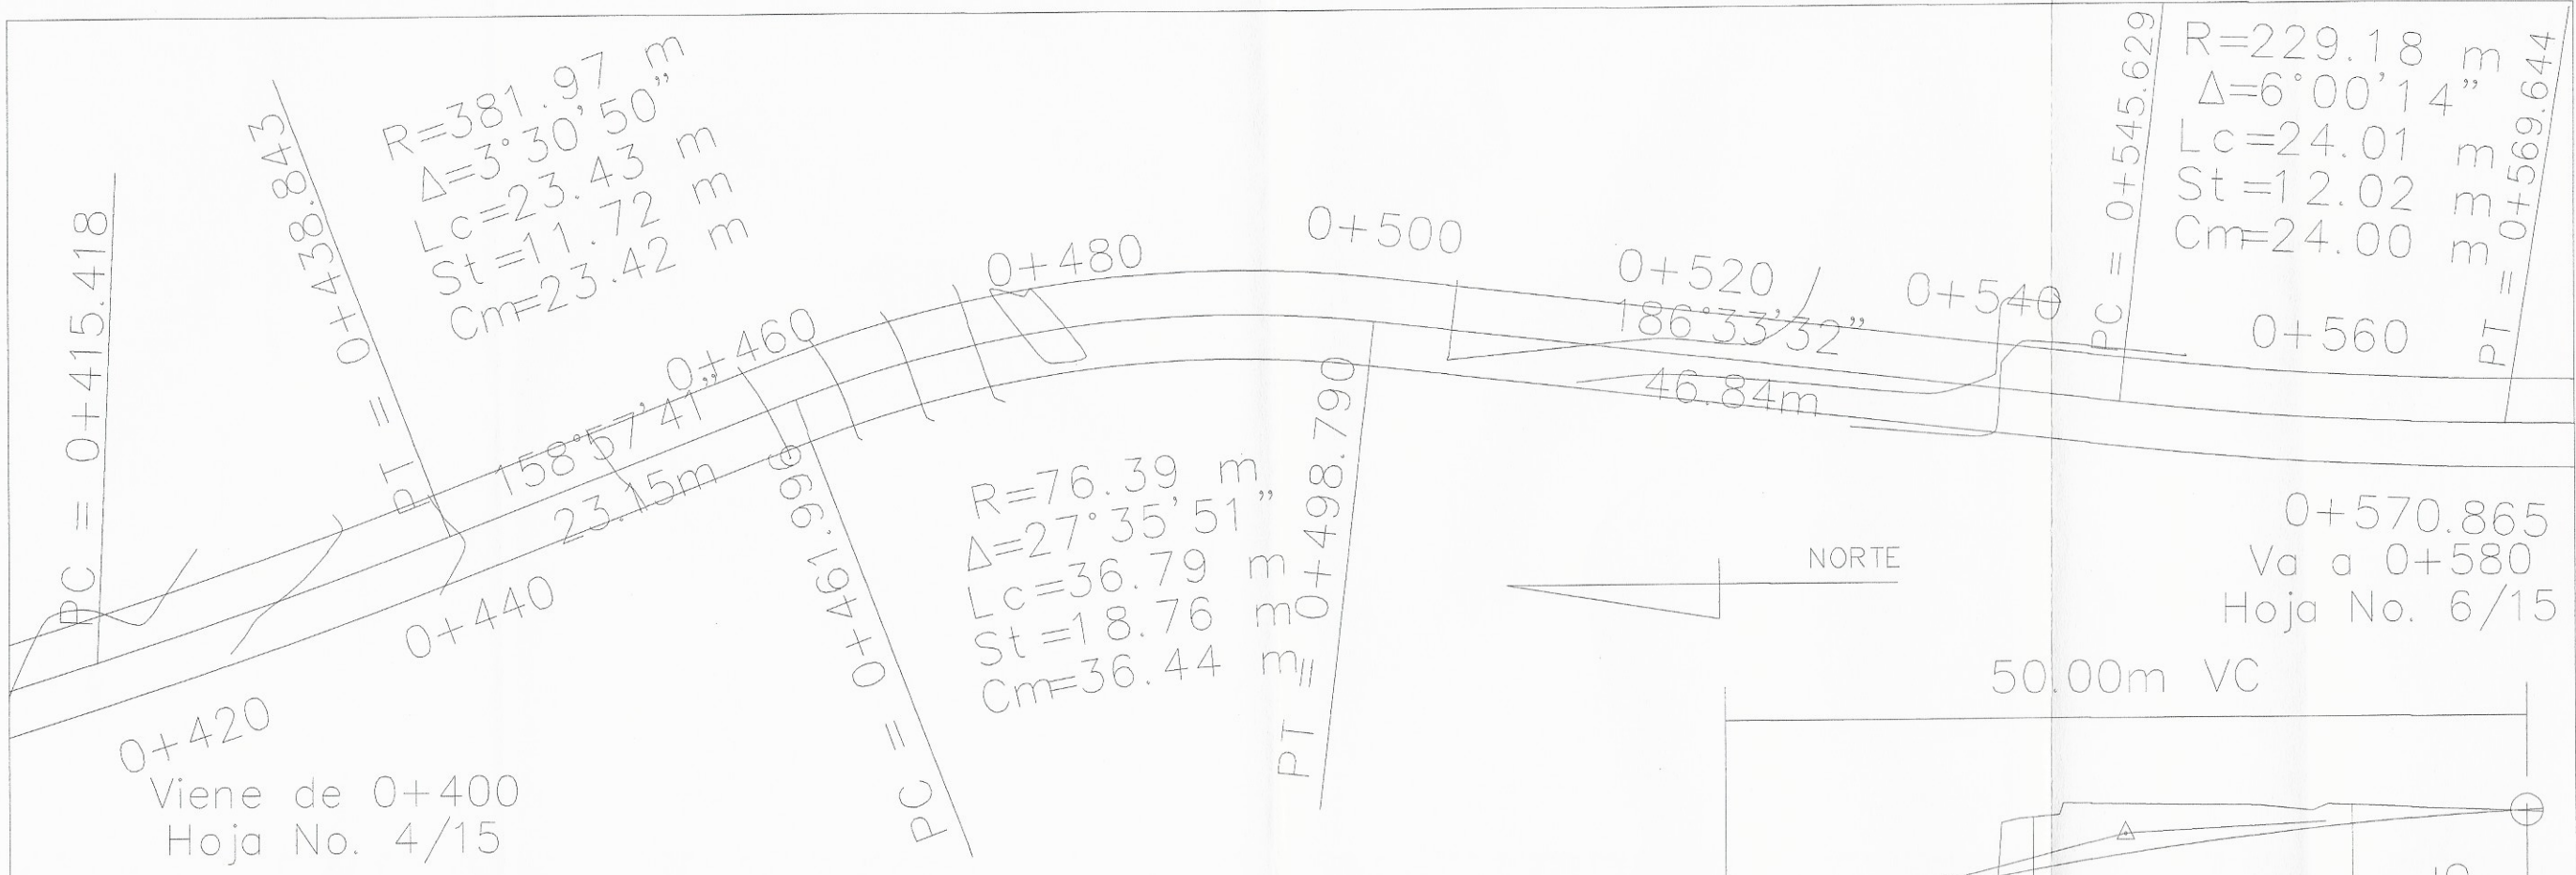 PC = 0+415.418
PT = 0+438.843
R=381.97 m
Δ=3°30'50"
Lc=23.43 m
St=11.72 m
Cm=23.42 m
0+420
0+440
158°57'41"
23.15m
0+460
PC = 0+461.996
0+480
R=76.39 m
Δ=27°35'51"
Lc=36.79 m
St=18.76 m
Cm=36.44 m
PT = 0+498.790
0+500
0+520
186°33'32"
46.84m
0+540
PC = 0+545.629
R=229.18 m
Δ=6°00'14"
Lc=24.01 m
St=12.02 m
Cm=24.00 m
0+560
PT = 0+569.644
NORTE
0+570.865
Va a 0+580
Hoja No. 6/15
Viene de 0+400
Hoja No. 4/15
50.00m VC